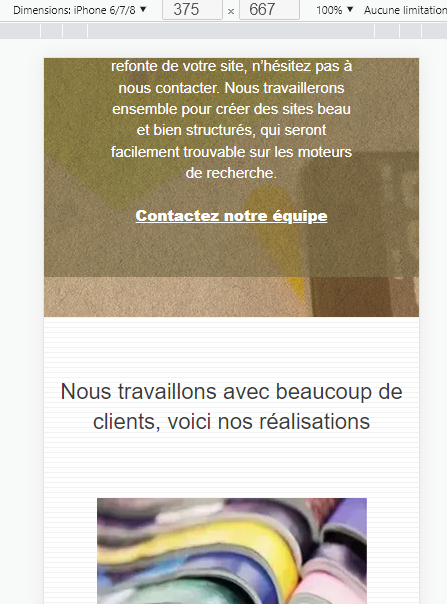 Dimensions: iPhone 6/7/8 ▼ 375 × 667 100% ▼ Aucune limitation
refonte de votre site, n’hésitez pas à
nous contacter. Nous travaillerons
ensemble pour créer des sites beau
et bien structurés, qui seront
facilement trouvable sur les moteurs
de recherche.
Contactez notre équipe
Nous travaillons avec beaucoup de
clients, voici nos réalisations